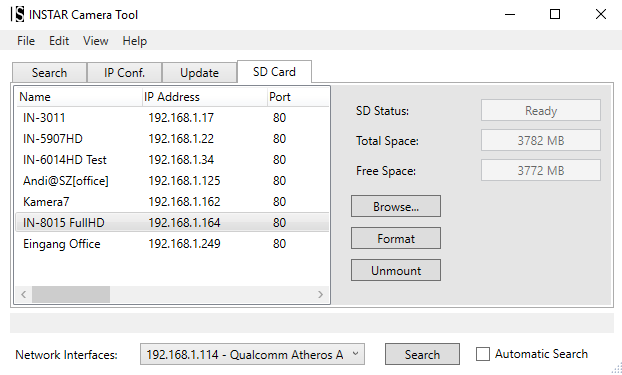 INSTAR Camera Tool
File Edit View Help
Search IP Conf. Update SD Card
Name IP Address Port
IN-3011 192.168.1.17 80
IN-5907HD 192.168.1.22 80
IN-6014HD Test 192.168.1.34 80
Andi@SZ[office] 192.168.1.125 80
Kamera7 192.168.1.162 80
IN-8015 FullHD 192.168.1.164 80
Eingang Office 192.168.1.249 80
SD Status: Ready
Total Space: 3782 MB
Free Space: 3772 MB
Browse...
Format
Unmount
Network Interfaces: 192.168.1.114 - Qualcomm Atheros A Search Automatic Search